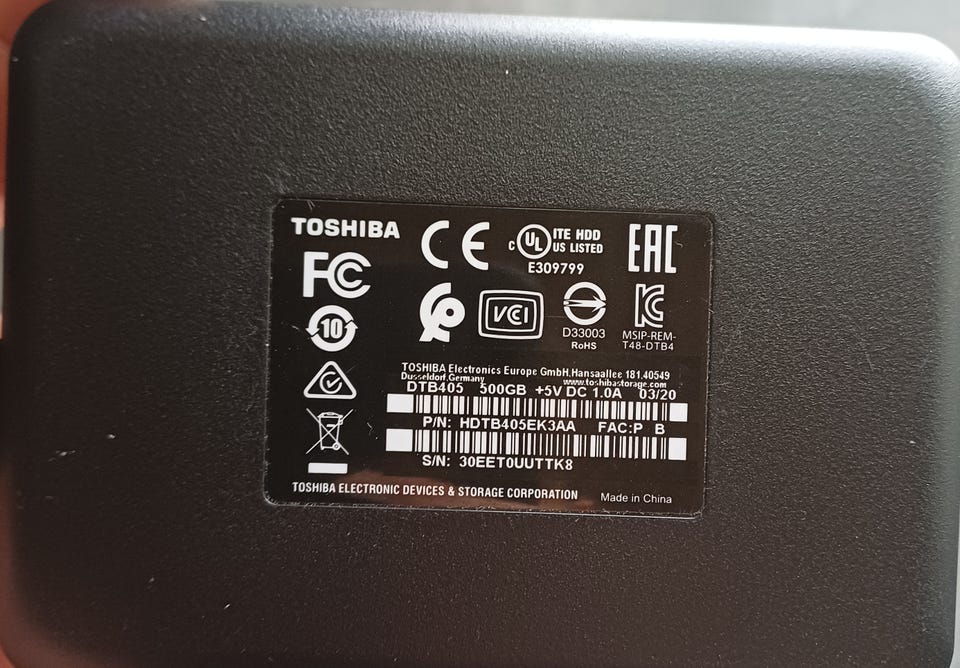 TOSHIBA
FC
CE
C UL US LISTED
ITE HDD
E309799
EAC
10
VCCI
D33003
RoHS
MSIP-REM-
T48-DTB4
TOSHIBA Electronics Europe GmbH,Hansaallee 181,40549
Dusseldorf,Germany www.toshibastorage.com
DTB405 500GB +5V DC 1.0A 03/20
P/N: HDTB405EK3AA FAC:P B
S/N: 30EET0UUTTK8
TOSHIBA ELECTRONIC DEVICES & STORAGE CORPORATION Made in China